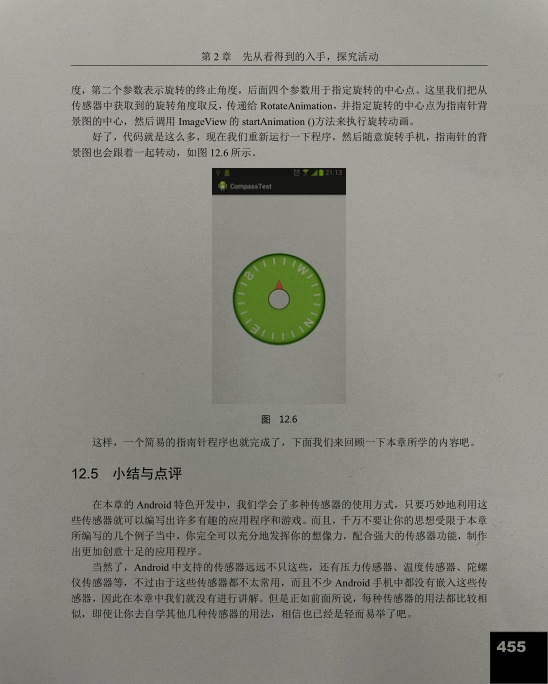 第 2 章 先从看得到的入手，探究活动
度，第二个参数表示旋转的终止角度，后面四个参数用于指定旋转的中心点。这里我们把从
传感器中获取到的旋转角度取反，传递给 RotateAnimation，并指定旋转的中心点为指南针背
景图的中心，然后调用 ImageView 的 startAnimation ()方法来执行旋转动画。
好了，代码就是这么多，现在我们重新运行一下程序，然后随意旋转手机，指南针的背
景图也会跟着一起转动，如图 12.6 所示。
21:13
CompassTest
S
W
E
N
图 12.6
这样，一个简易的指南针程序也就完成了，下面我们来回顾一下本章所学的内容吧。
12.5 小结与点评
在本章的 Android 特色开发中，我们学会了多种传感器的使用方式，只要巧妙地利用这
些传感器就可以编写出许多有趣的应用程序和游戏。而且，千万不要让你的思想受限于本章
所编写的几个例子当中，你完全可以充分地发挥你的想像力，配合强大的传感器功能，制作
出更加创意十足的应用程序。
当然了，Android 中支持的传感器远远不只这些，还有压力传感器、温度传感器、陀螺
仪传感器等，不过由于这些传感器都不太常用，而且不少 Android 手机中都没有嵌入这些传
感器，因此在本章中我们就没有进行讲解。但是正如前面所说，每种传感器的用法都比较相
似，即使让你去自学其他几种传感器的用法，相信也已经是轻而易举了吧。
455